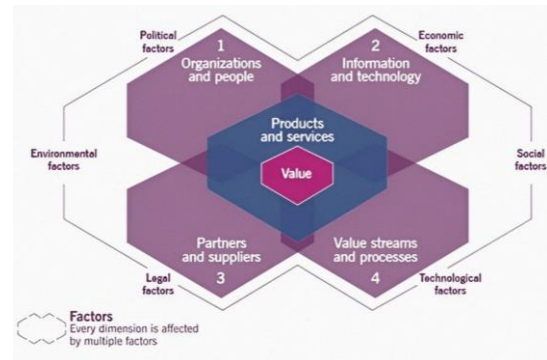 Political
factors
Economic
factors
1
Organizations
and people
2
Information
and technology
Products
and services
Value
Environmental
factors
Social
factors
Partners
and suppliers
3
Value streams
and processes
4
Legal
factors
Technological
factors
Factors
Every dimension is affected
by multiple factors